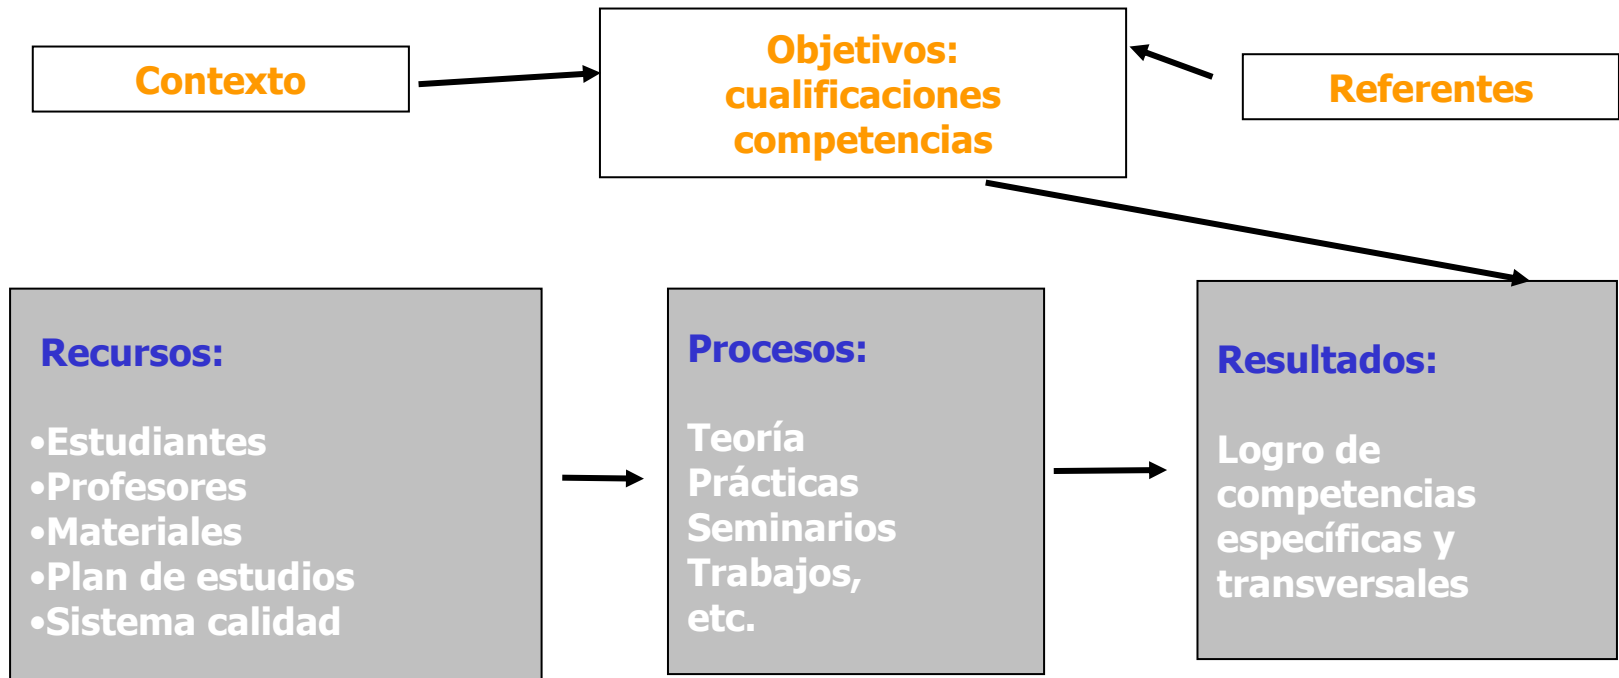 Contexto
Objetivos:
cualificaciones
competencias
Referentes
Recursos:
•Estudiantes
•Profesores
•Materiales
•Plan de estudios
•Sistema calidad
Procesos:
Teoría
Prácticas
Seminarios
Trabajos,
etc.
Resultados:
Logro de
competencias
específicas y
transversales